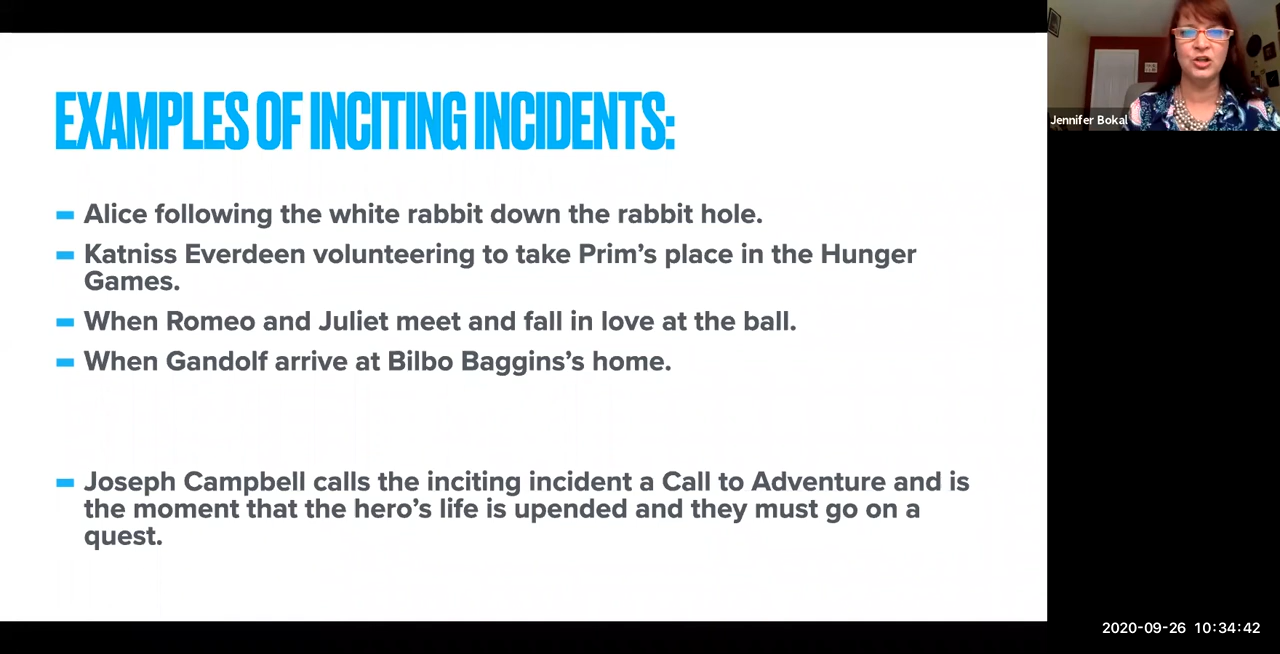 EXAMPLES OF INCITING INCIDENTS:
Alice following the white rabbit down the rabbit hole.
Katniss Everdeen volunteering to take Prim's place in the Hunger
Games.
When Romeo and Juliet meet and fall in love at the ball.
When Gandolf arrive at Bilbo Baggins's home.
Joseph Campbell calls the inciting incident a Call to Adventure and is
the moment that the hero's life is upended and they must go on a
quest.
Jennifer Bokal
2020-09-26 10:34:42